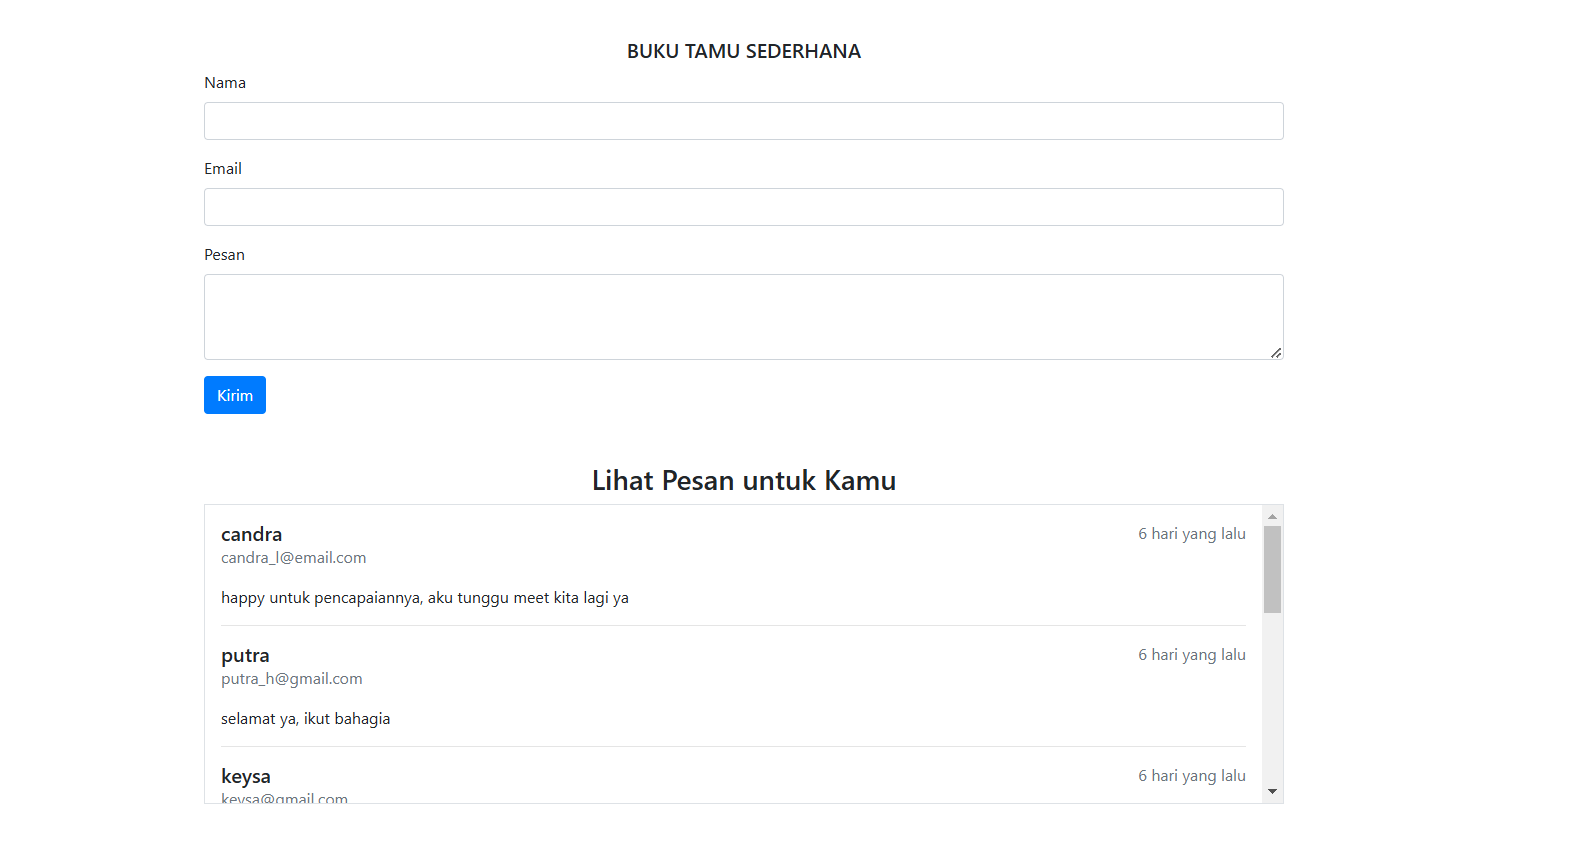 BUKU TAMU SEDERHANA
Nama
Email
Pesan
Kirim
Lihat Pesan untuk Kamu
candra
6 hari yang lalu
candra_l@email.com
happy untuk pencapaiannya, aku tunggu meet kita lagi ya
putra
6 hari yang lalu
putra_h@gmail.com
selamat ya, ikut bahagia
keysa
6 hari yang lalu
keysa@gmail.com